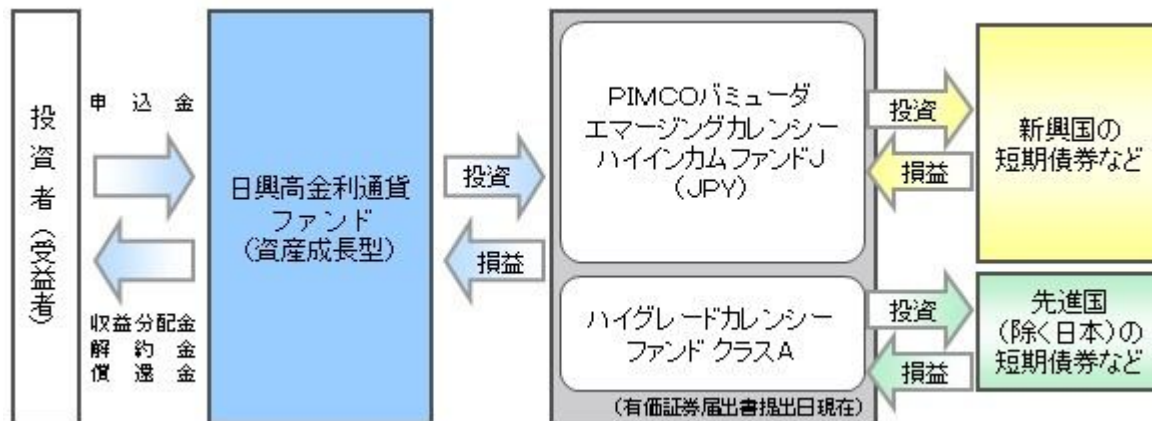 投資者(受益者)
申込金
収益分配金
解約金
償還金
日興高金利通貨
ファンド
(資産成長型)
投資
損益
PIMCOバミューダ
エマージングカレンシー
ハイインカムファンドJ
(JPY)
ハイグレードカレンシー
ファンド クラスA
(有価証券届出書提出日現在)
投資
損益
新興国の
短期債券など
投資
損益
先進国
(除く日本)の
短期債券など